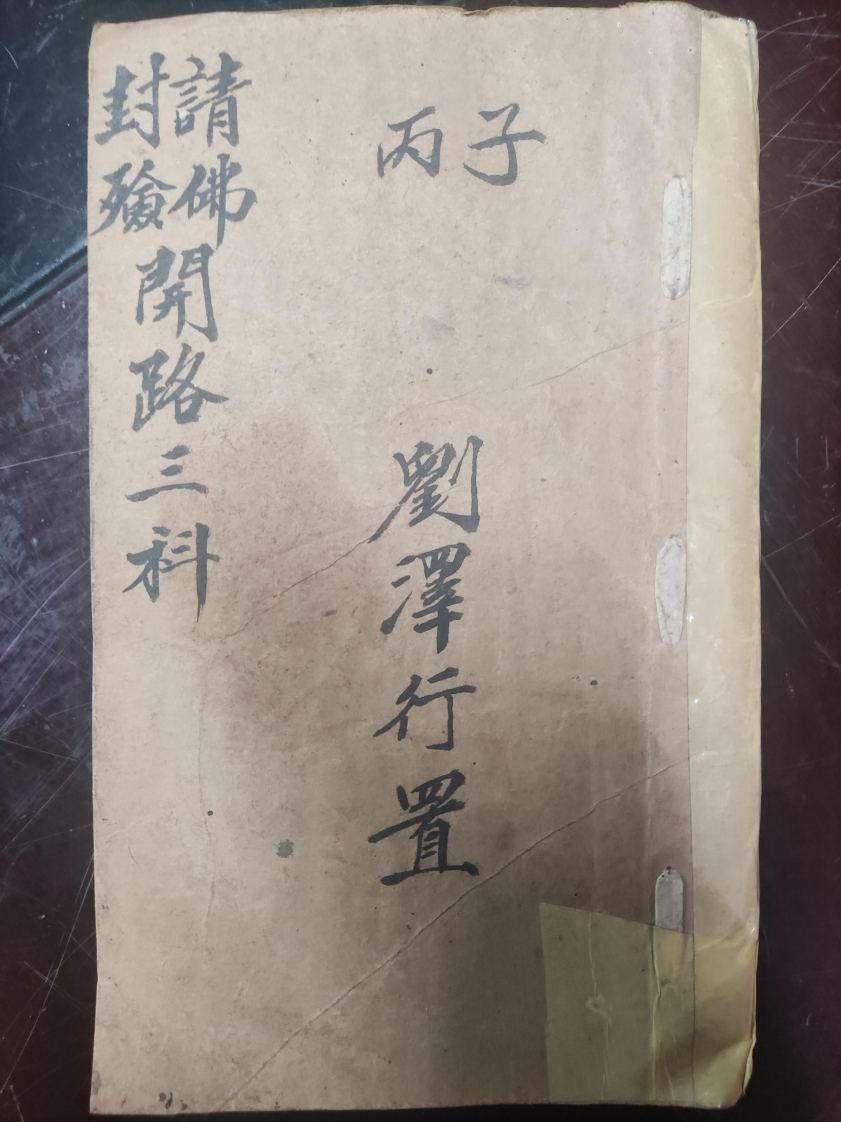 丙子
劉澤行置
請佛
封殮
開路三科